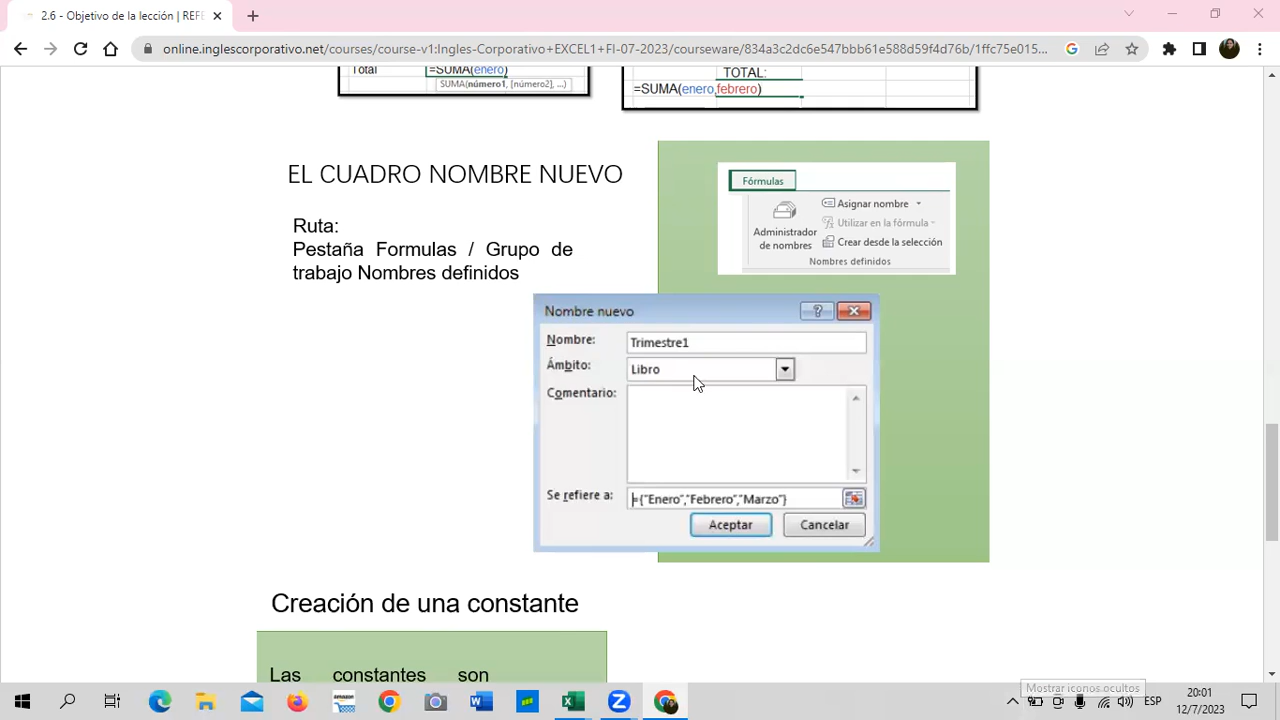 2.6 - Objetivo de la lección | REFE
online.inglescorporativo.net/courses/course-v1:Ingles-Corporativo+EXCEL1+FI-07-2023/courseware/834a3c2dc5e547bbb61e588d59f4d76b/1ffc75e015...
Total =SUMA(enero)
SUMA(número1, [número2], ...)
TOTAL:
=SUMA(enero,febrero)
EL CUADRO NOMBRE NUEVO
Ruta:
Pestaña Formulas / Grupo de
trabajo Nombres definidos
Fórmulas
Administrador
de nombres
Asignar nombre
Utilizar en la fórmula
Crear desde la selección
Nombres definidos
Nombre nuevo
Nombre: Trimestre1
Ámbito: Libro
Comentario:
Se refiere a: ={"Enero","Febrero","Marzo"}
Aceptar Cancelar
Creación de una constante
Las constantes son
Mostrar iconos ocultos
ESP
20:01
12/7/2023